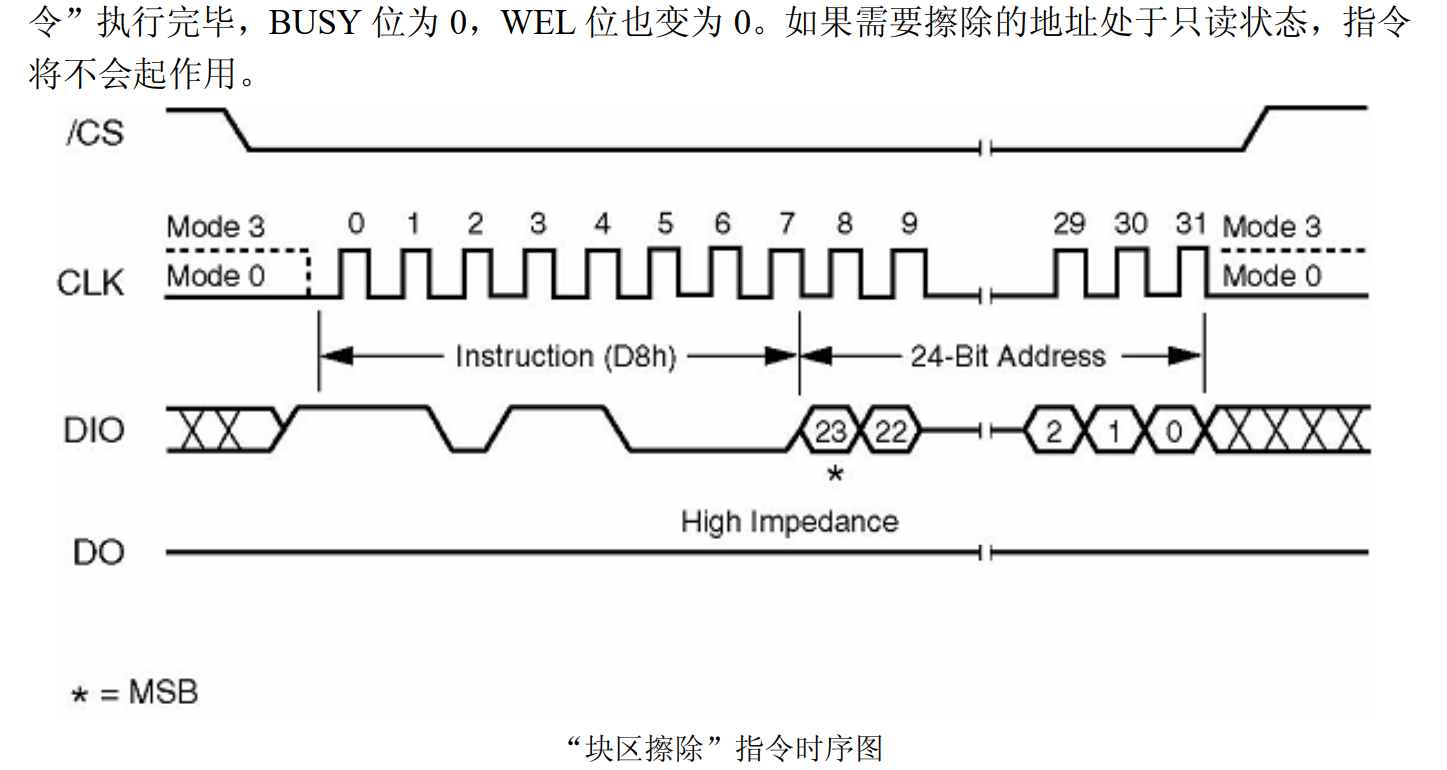 令”执行完毕，BUSY 位为 0，WEL 位也变为 0。如果需要擦除的地址处于只读状态，指令
将不会起作用。
/CS
Mode 3 0 1 2 3 4 5 6 7 8 9 29 30 31 Mode 3
CLK Mode 0 Mode 0
Instruction (D8h) 24-Bit Address
DIO 23 22 2 1 0
*
High Impedance
DO
* = MSB
“块区擦除”指令时序图